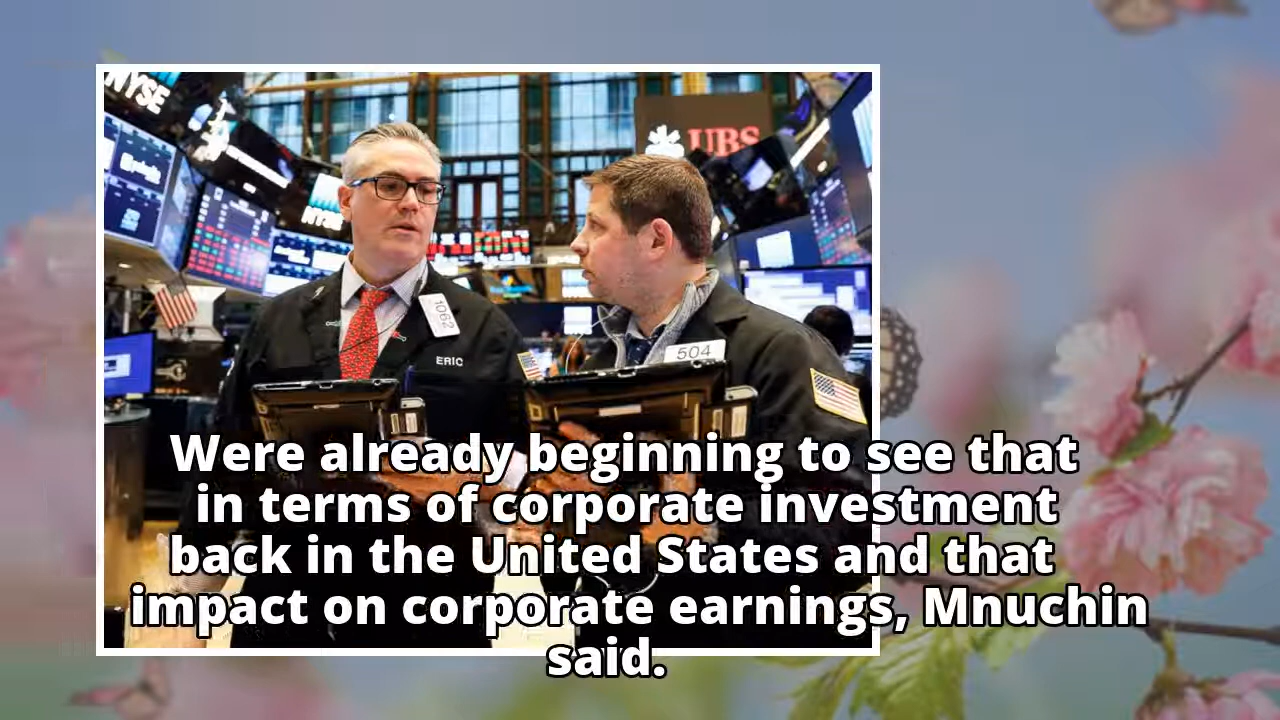 NYSE
UBS
NYSE
1062
ERIC
504
Were already beginning to see that
in terms of corporate investment
back in the United States and that
impact on corporate earnings, Mnuchin
said.